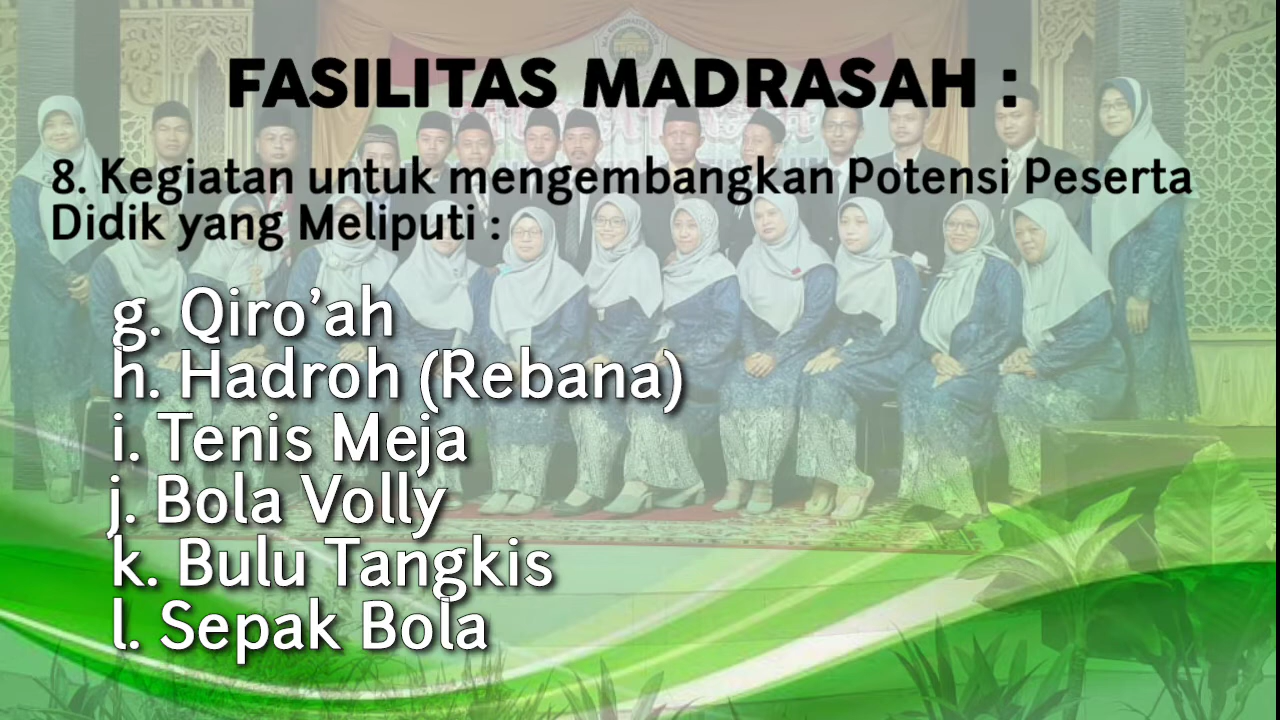 FASILITAS MADRASAH :
8. Kegiatan untuk mengembangkan Potensi Peserta
Didik yang Meliputi :
g. Qiro'ah
h. Hadroh (Rebana)
i. Tenis Meja
j. Bola Volly
k. Bulu Tangkis
l. Sepak Bola